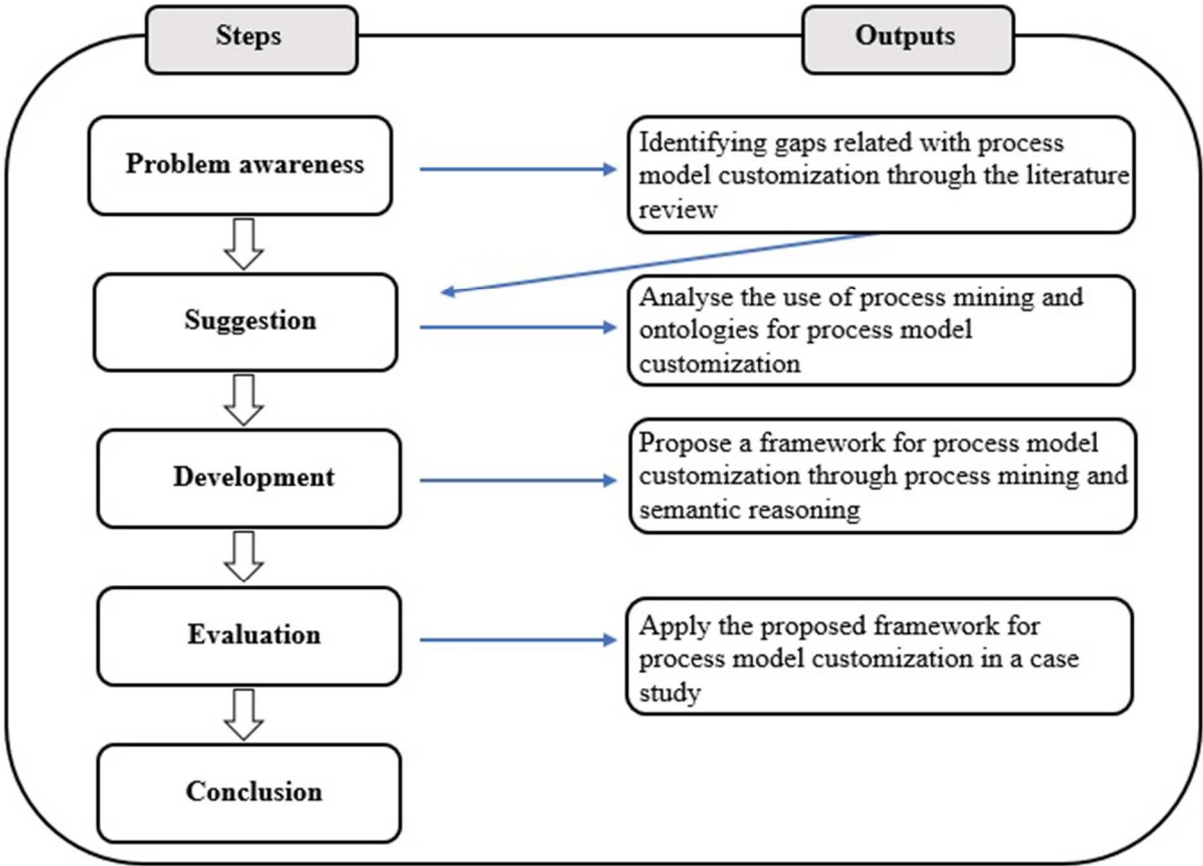 Steps
Outputs
Problem awareness
Identifying gaps related with process
model customization through the literature
review
Suggestion
Analyse the use of process mining and
ontologies for process model
customization
Development
Propose a framework for process model
customization through process mining and
semantic reasoning
Evaluation
Apply the proposed framework for
process model customization in a case
study
Conclusion